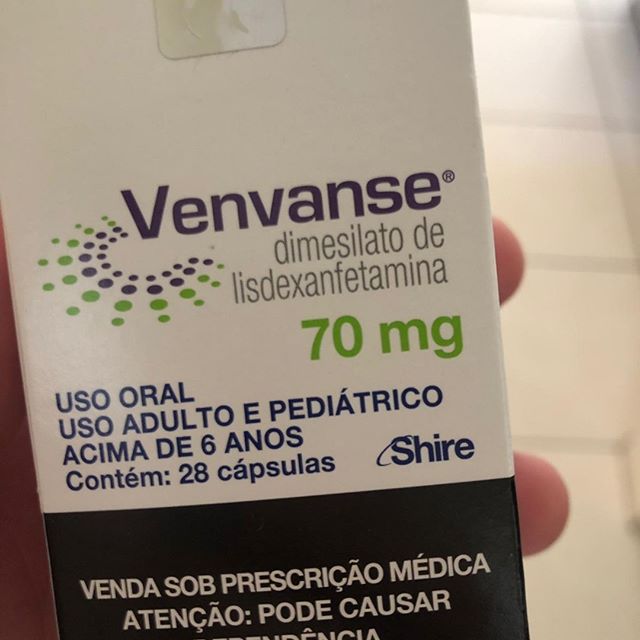 Venvanse®
dimesilato de
lisdexanfetamina
70 mg
USO ORAL
USO ADULTO E PEDIÁTRICO
ACIMA DE 6 ANOS
Contém: 28 cápsulas
Shire
VENDA SOB PRESCRIÇÃO MÉDICA
ATENÇÃO: PODE CAUSAR
DEPENDÊNCIA